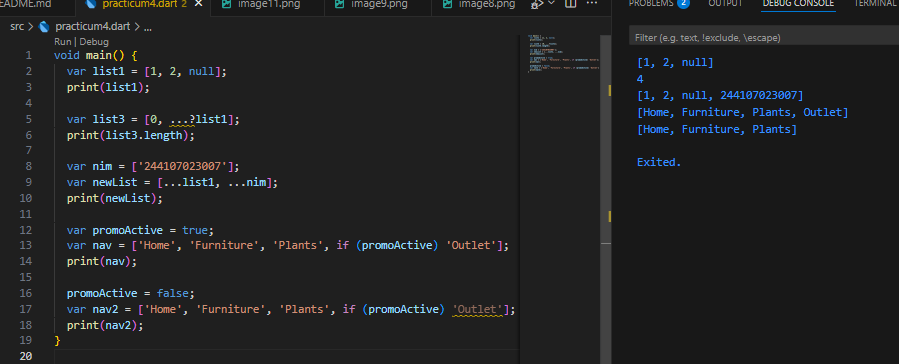 README.md
practicum4.dart 2
image11.png
image9.png
image8.png
src > practicum4.dart > ...
Run | Debug
1 void main() {
2 var list1 = [1, 2, null];
3 print(list1);
4
5 var list3 = [0, ...?list1];
6 print(list3.length);
7
8 var nim = ['244107023007'];
9 var newList = [...list1, ...nim];
10 print(newList);
11
12 var promoActive = true;
13 var nav = ['Home', 'Furniture', 'Plants', if (promoActive) 'Outlet'];
14 print(nav);
15
16 promoActive = false;
17 var nav2 = ['Home', 'Furniture', 'Plants', if (promoActive) 'Outlet'];
18 print(nav2);
19 }
20
PROBLEMS 2
OUTPUT
DEBUG CONSOLE
TERMINAL
Filter (e.g. text, !exclude, \escape)
[1, 2, null]
4
[1, 2, null, 244107023007]
[Home, Furniture, Plants, Outlet]
[Home, Furniture, Plants]
Exited.